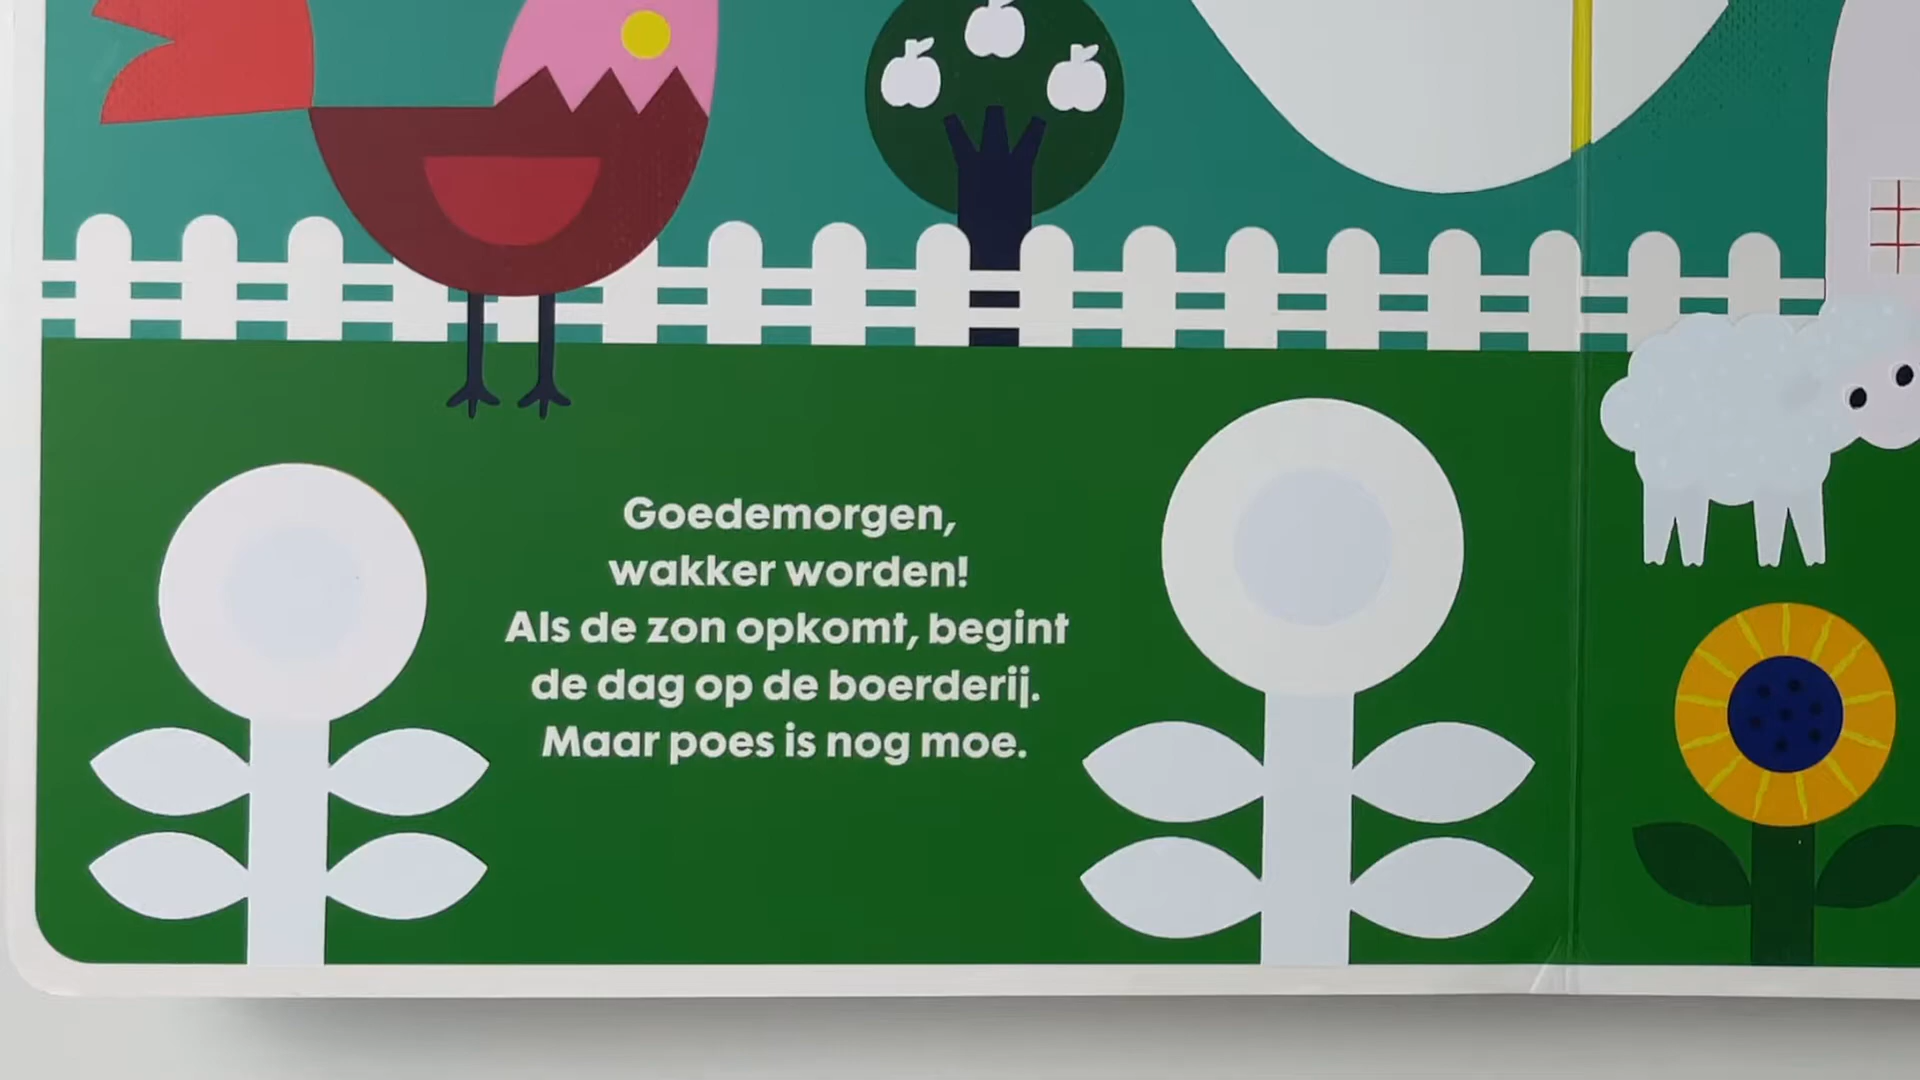 Goedemorgen,
wakker worden!
Als de zon opkomt, begint
de dag op de boerderij.
Maar poes is nog moe.